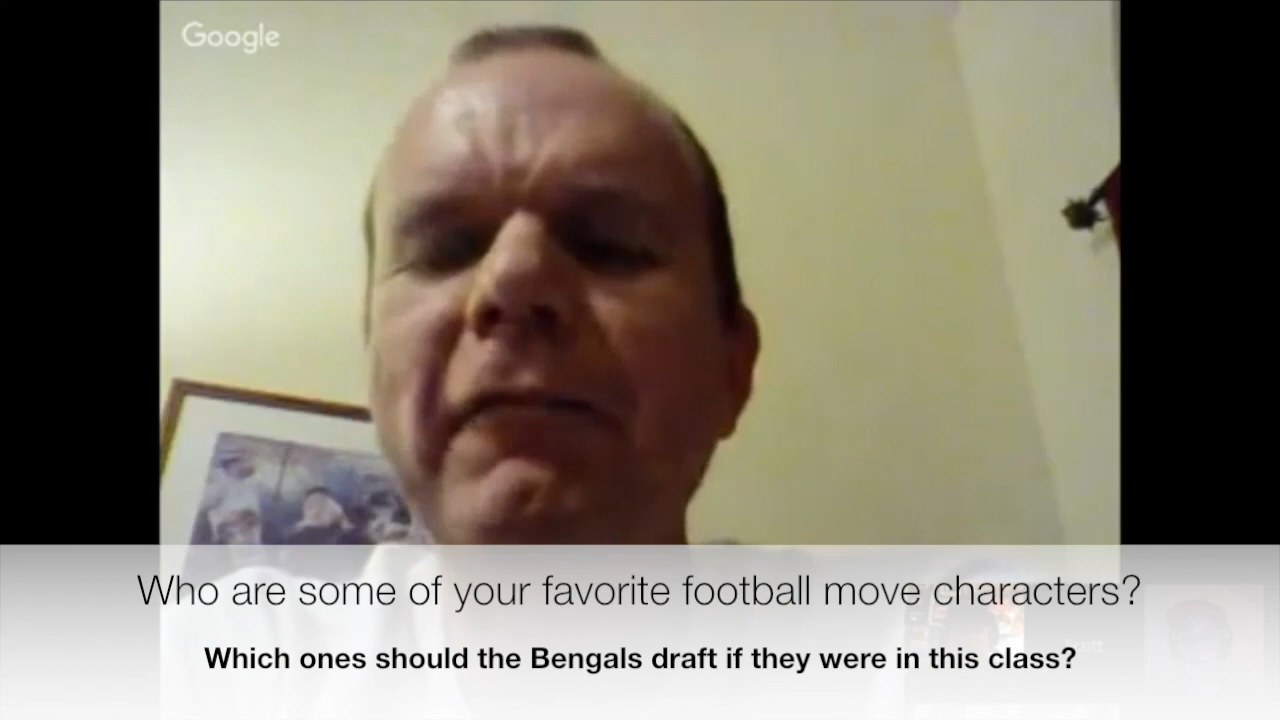 Google
Who are some of your favorite football move characters?
Which ones should the Bengals draft if they were in this class?